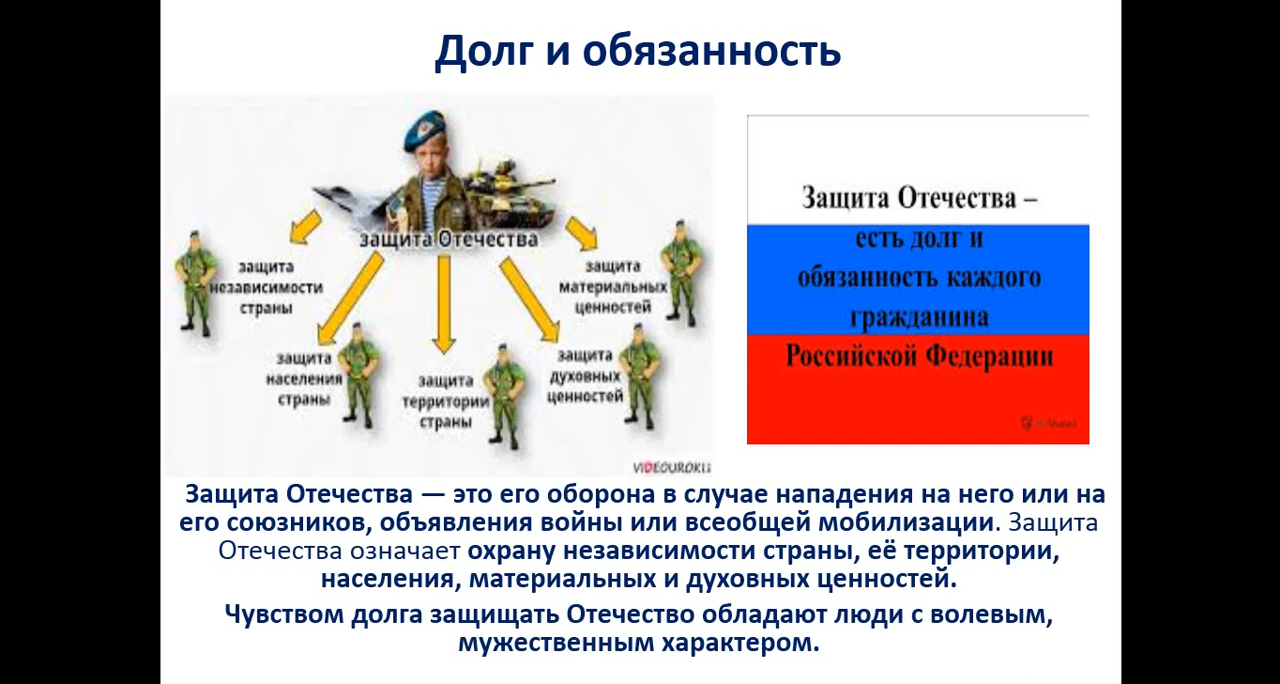 Долг и обязанность
защита Отечества
защита
независимости
страны
защита
населения
страны
защита
территории
страны
защита
духовных
ценностей
защита
материальных
ценностей
VIDEOUROKI
Защита Отечества –
есть долг и
обязанность каждого
гражданина
Российской Федерации
Защита Отечества — это его оборона в случае нападения на него или на
его союзников, объявления войны или всеобщей мобилизации. Защита
Отечества означает охрану независимости страны, её территории,
населения, материальных и духовных ценностей.
Чувством долга защищать Отечество обладают люди с волевым,
мужественным характером.